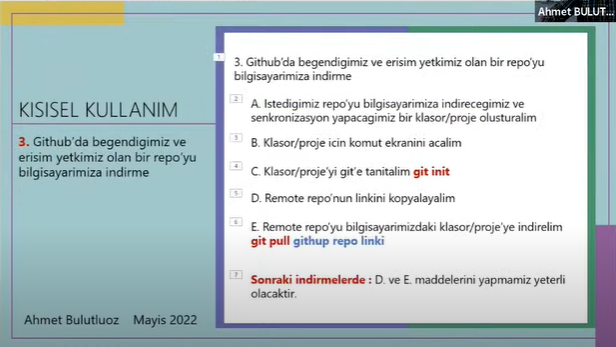 Ahmet BULUT...
KISISEL KULLANIM
3. Github'da begendigimiz ve
erisim yetkimiz olan bir repo'yu
bilgisayarimiza indirme
Ahmet Bulutluoz Mayis 2022
1
3. Github'da begendigimiz ve erisim yetkimiz olan bir repo'yu
bilgisayarimiza indirme
2
A. Istedigimiz repo'yu bilgisayarimiza indirecegimiz ve
senkronizasyon yapacagimiz bir klasor/proje olusturalim
3
B. Klasor/proje icin komut ekranini acalim
4
C. Klasor/proje'yi git'e tanitalim git init
5
D. Remote repo'nun linkini kopyalayalim
6
E. Remote repo'yu bilgisayarimizdaki klasor/proje'ye indirelim
git pull githup repo linki
7
Sonraki indirmelerde : D. ve E. maddelerini yapmamiz yeterli
olacaktir.